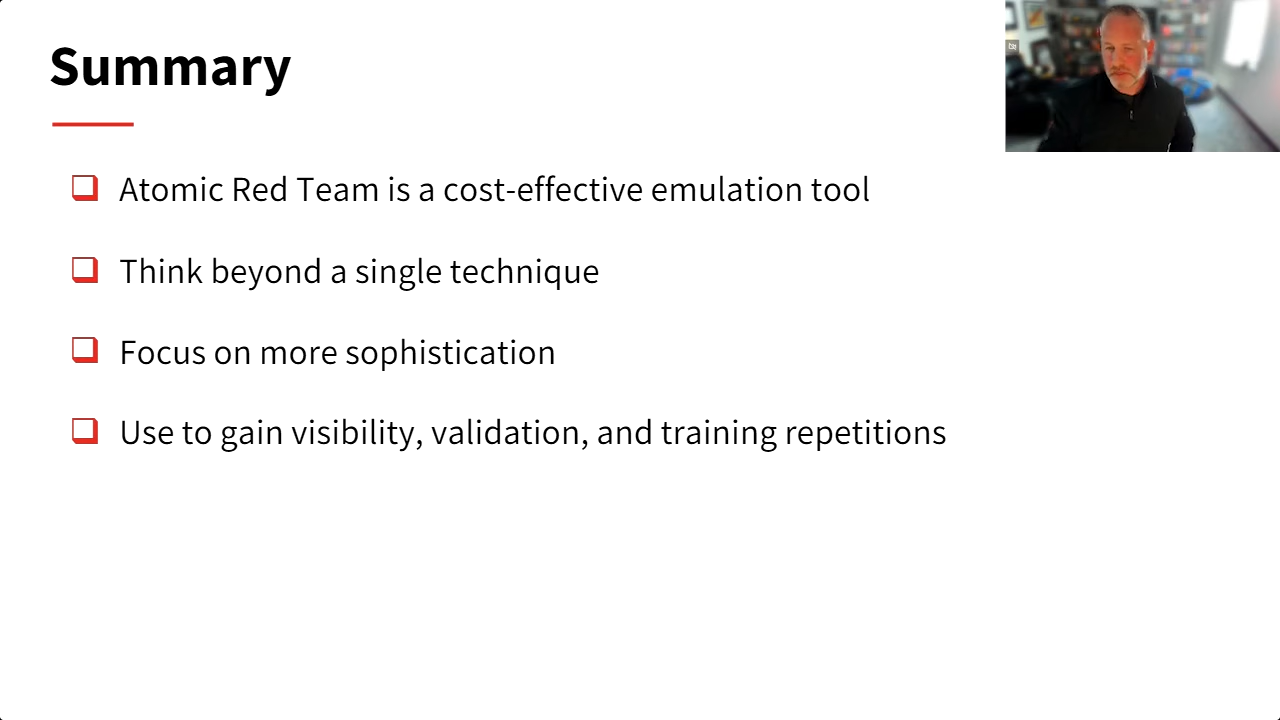 Summary
Atomic Red Team is a cost-effective emulation tool
Think beyond a single technique
Focus on more sophistication
Use to gain visibility, validation, and training repetitions